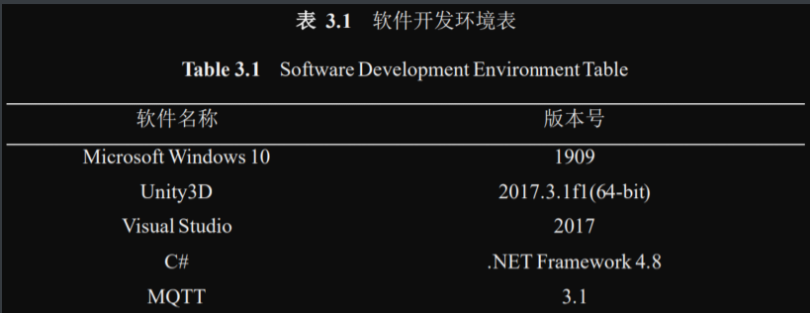 表 3.1 软件开发环境表
Table 3.1 Software Development Environment Table
软件名称 版本号
Microsoft Windows 10 1909
Unity3D 2017.3.1f1(64-bit)
Visual Studio 2017
C# .NET Framework 4.8
MQTT 3.1